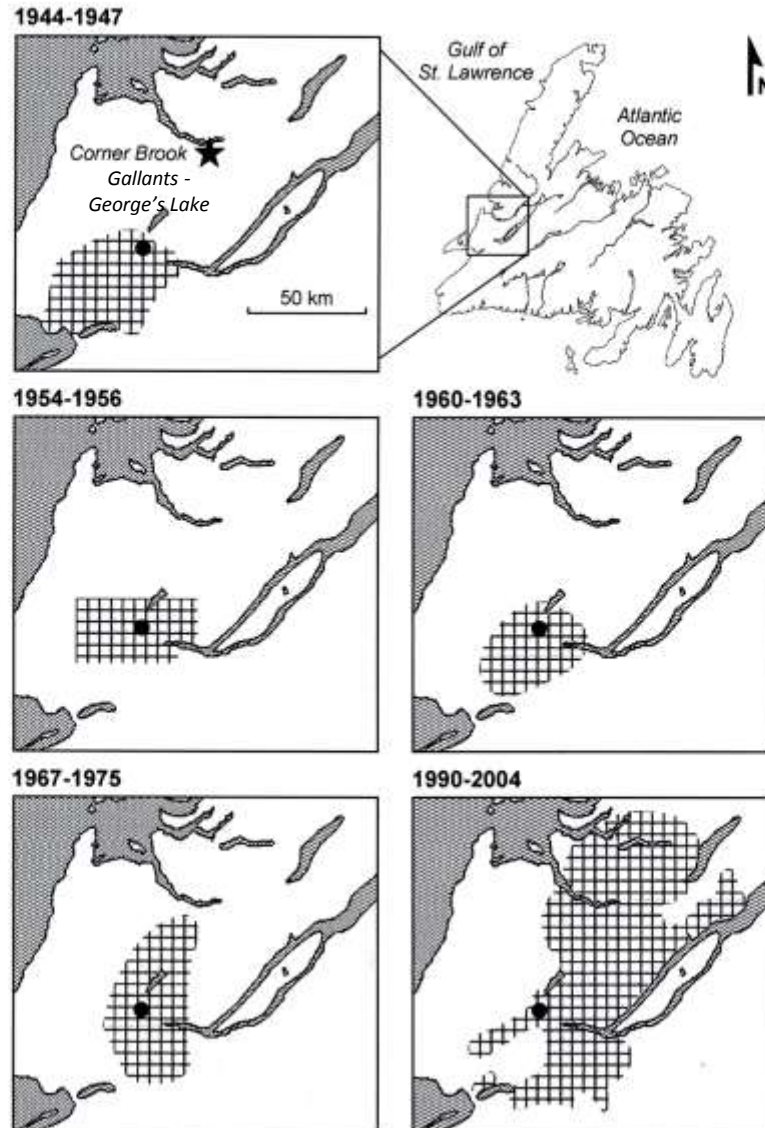 1944-1947
Gulf of
St. Lawrence
N
Atlantic
Ocean
Corner Brook
Gallants -
George's Lake
50 km
1954-1956
1960-1963
1967-1975
1990-2004